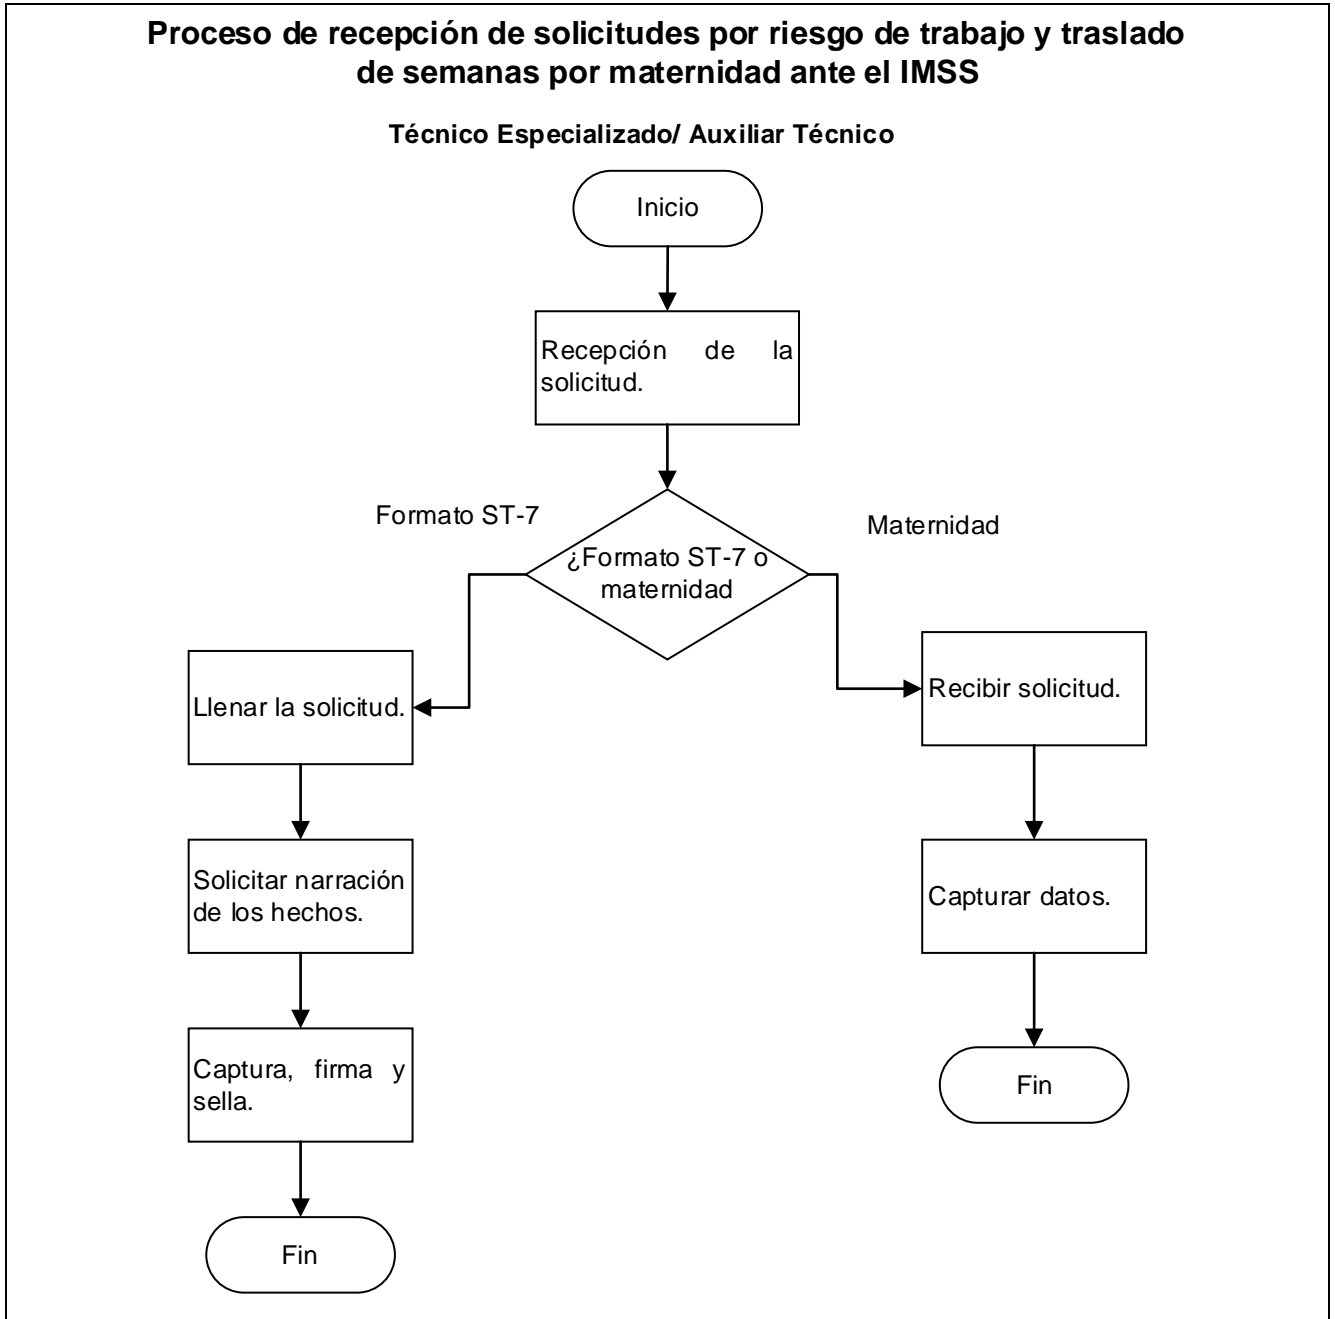 Proceso de recepción de solicitudes por riesgo de trabajo y traslado
de semanas por maternidad ante el IMSS
Técnico Especializado/ Auxiliar Técnico
Inicio
Recepción de la
solicitud.
Formato ST-7
Maternidad
¿Formato ST-7 o
maternidad
Llenar la solicitud.
Recibir solicitud.
Solicitar narración
de los hechos.
Capturar datos.
Captura, firma y
sella.
Fin
Fin